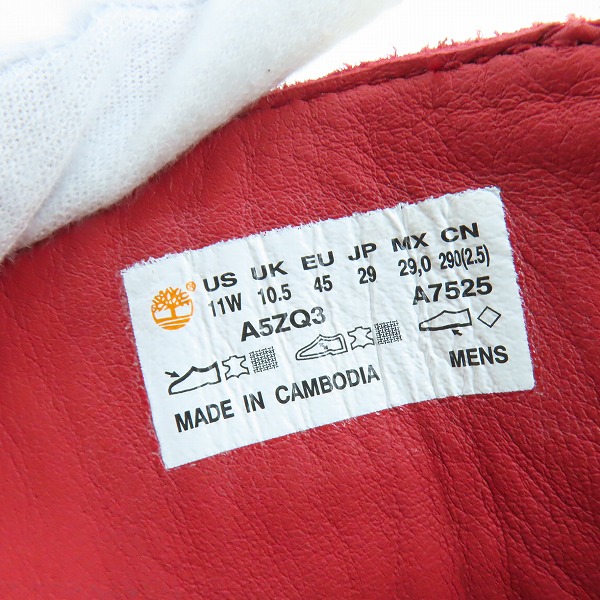 US UK EU JP MX CN
11W 10.5 45 29 29,0 290(2.5)
A5ZQ3 A7525
MENS
MADE IN CAMBODIA